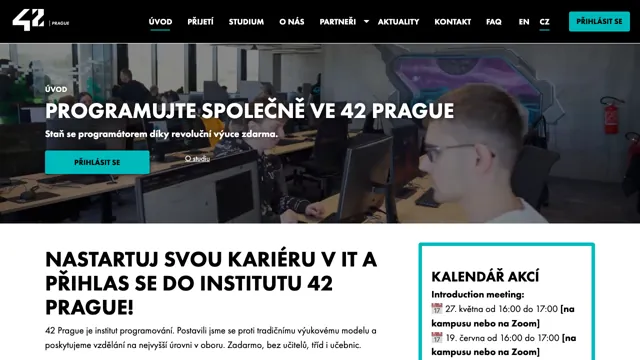 42 PRAGUE
ÚVOD PŘIJETÍ STUDIUM O NÁS PARTNEŘI AKTUALITY KONTAKT FAQ EN CZ PŘIHLÁSIT SE
ÚVOD
PROGRAMUJTE SPOLEČNĚ VE 42 PRAGUE
Staň se programátorem díky revoluční výuce zdarma.
PŘIHLÁSIT SE
O studiu
NASTARTUJ SVOU KARIÉRU V IT A
PŘIHLAS SE DO INSTITUTU 42
PRAGUE!
42 Prague je institut programování. Postavili jsme se proti tradičnímu výukovému modelu a
poskytujeme vzdělání na nejvyšší úrovni v oboru. Zadarmo, bez učitelů, tříd i učebnic.
KALENDÁŘ AKCÍ
Introduction meeting:
📅 27. května od 16:00 do 17:00 [na
kampusu nebo na Zoom]
📅 19. června od 16:00 do 17:00 [na
kampusu nebo na Zoom]